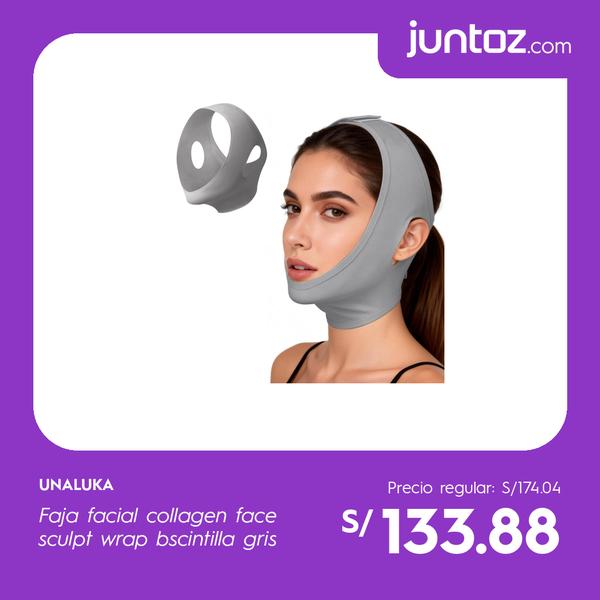 juntoz.com
UNALUKA
Faja facial collagen face
sculpt wrap bscintilla gris
Precio regular: S/174.04
S/133.88